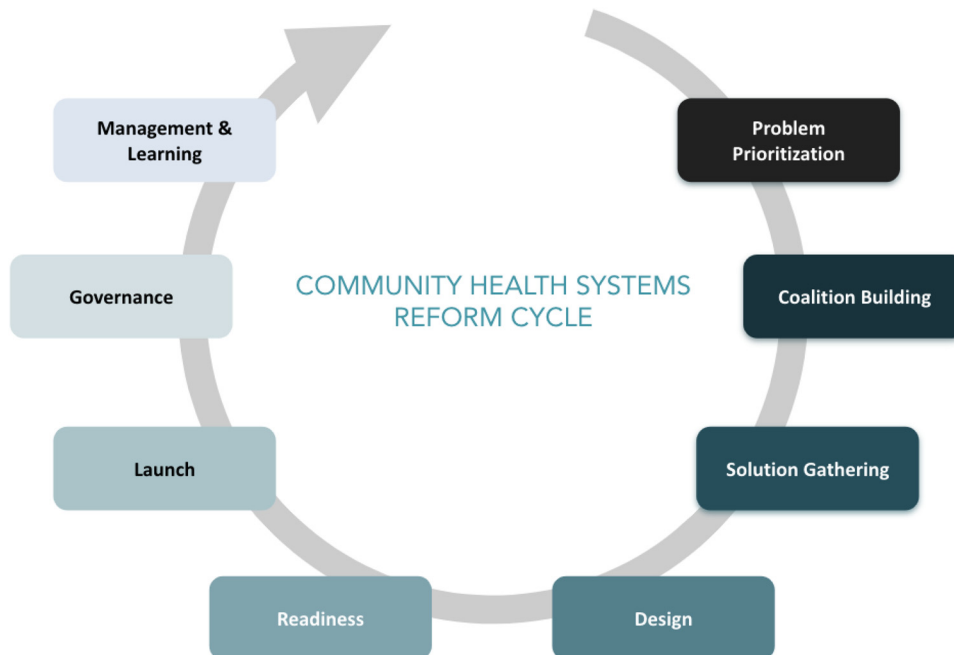 COMMUNITY HEALTH SYSTEMS
REFORM CYCLE
Problem
Prioritization
Coalition Building
Solution Gathering
Design
Readiness
Launch
Governance
Management &
Learning